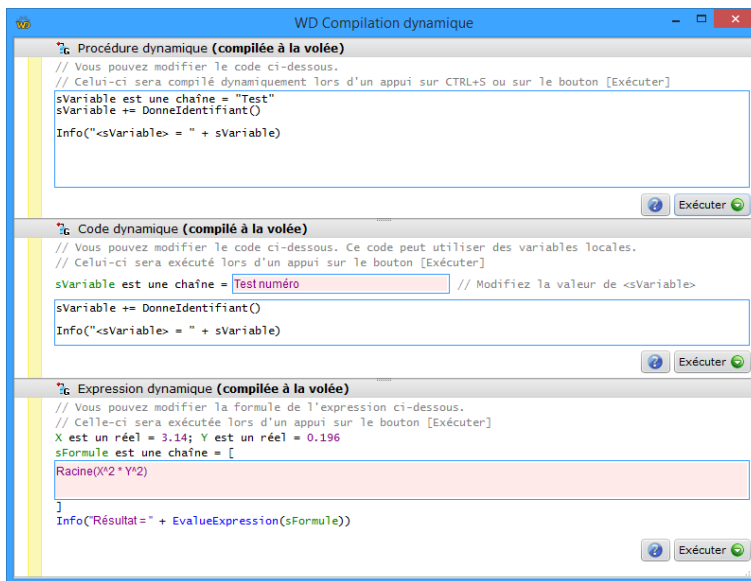 WD Compilation dynamique
Procédure dynamique (compilée à la volée)
// Vous pouvez modifier le code ci-dessous.
// Celui-ci sera compilé dynamiquement lors d'un appui sur CTRL+S ou sur le bouton [Exécuter]
sVariable est une chaîne = "Test"
sVariable += DonneIdentifiant()
Info("<sVariable> = " + sVariable)
Exécuter
Code dynamique (compilé à la volée)
// Vous pouvez modifier le code ci-dessous. Ce code peut utiliser des variables locales.
// Celui-ci sera exécuté lors d'un appui sur le bouton [Exécuter]
sVariable est une chaîne = Test numéro // Modifiez la valeur de <sVariable>
sVariable += DonneIdentifiant()
Info("<sVariable> = " + sVariable)
Exécuter
Expression dynamique (compilée à la volée)
// Vous pouvez modifier la formule de l'expression ci-dessous.
// Celle-ci sera exécutée lors d'un appui sur le bouton [Exécuter]
X est un réel = 3.14; Y est un réel = 0.196
sFormule est une chaîne = [
Racine(X^2 * Y^2)
]
Info("Résultat = " + EvalueExpression(sFormule))
Exécuter